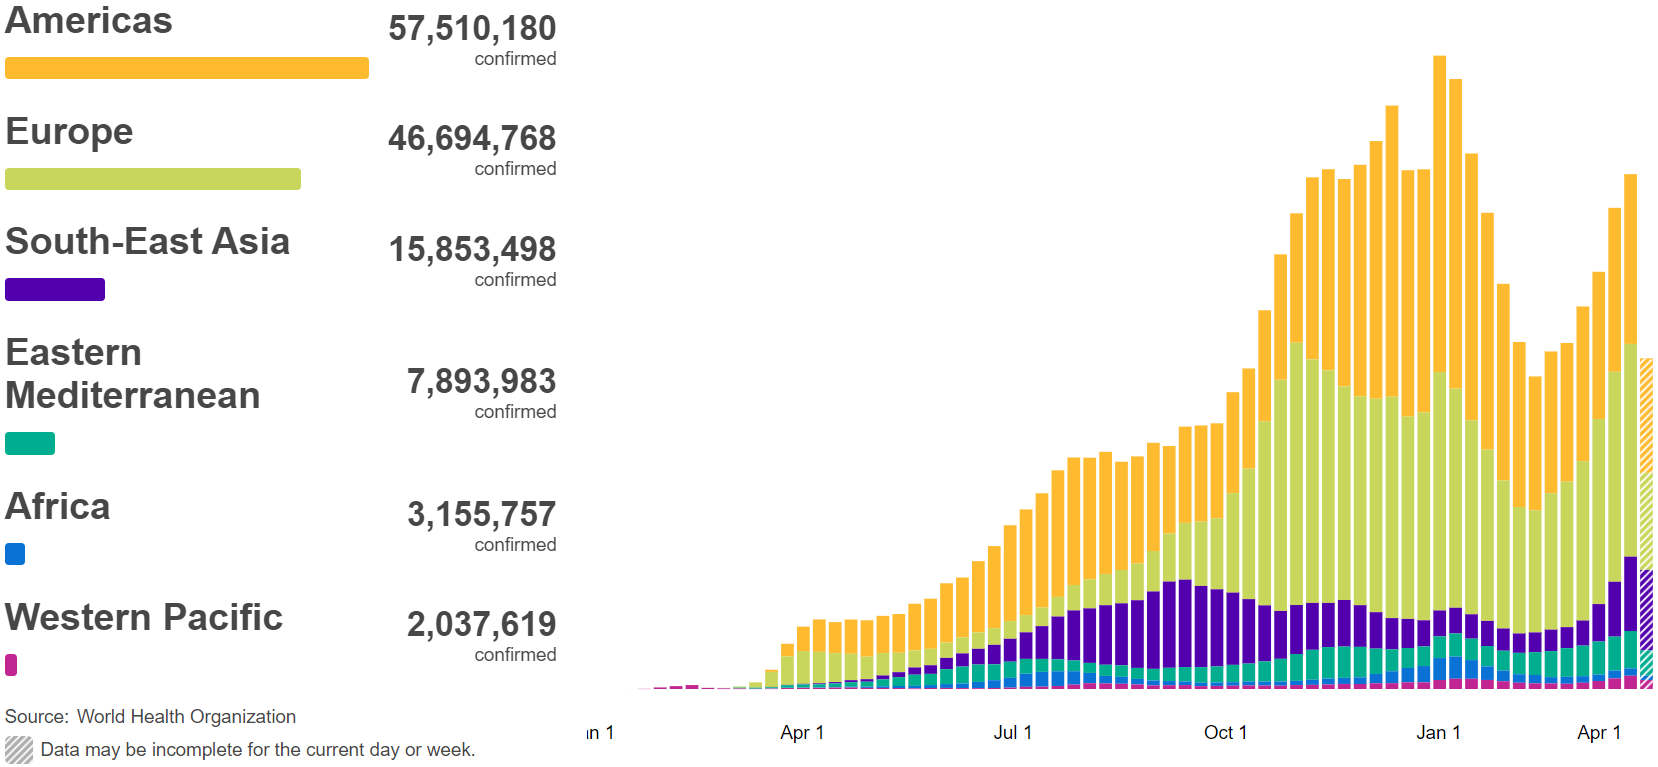 Americas
57,510,180
confirmed
Europe
46,694,768
confirmed
South-East Asia
15,853,498
confirmed
Eastern
Mediterranean
7,893,983
confirmed
Africa
3,155,757
confirmed
Western Pacific
2,037,619
confirmed
Source: World Health Organization
Data may be incomplete for the current day or week.
n 1 Apr 1 Jul 1 Oct 1 Jan 1 Apr 1